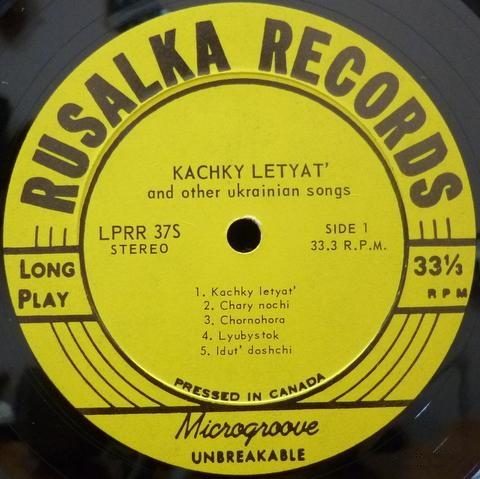 RUSALKA RECORDS
KACHKY LETYAT'
and other ukrainian songs
LPRR 37S
STEREO
SIDE 1
33.3 R.P.M.
LONG
PLAY
33⅓
RPM
1. Kachky letyat'
2. Chary nochi
3. Chornohora
4. Lyubystok
5. Idut' doshchi
PRESSED IN CANADA
Microgroove
UNBREAKABLE